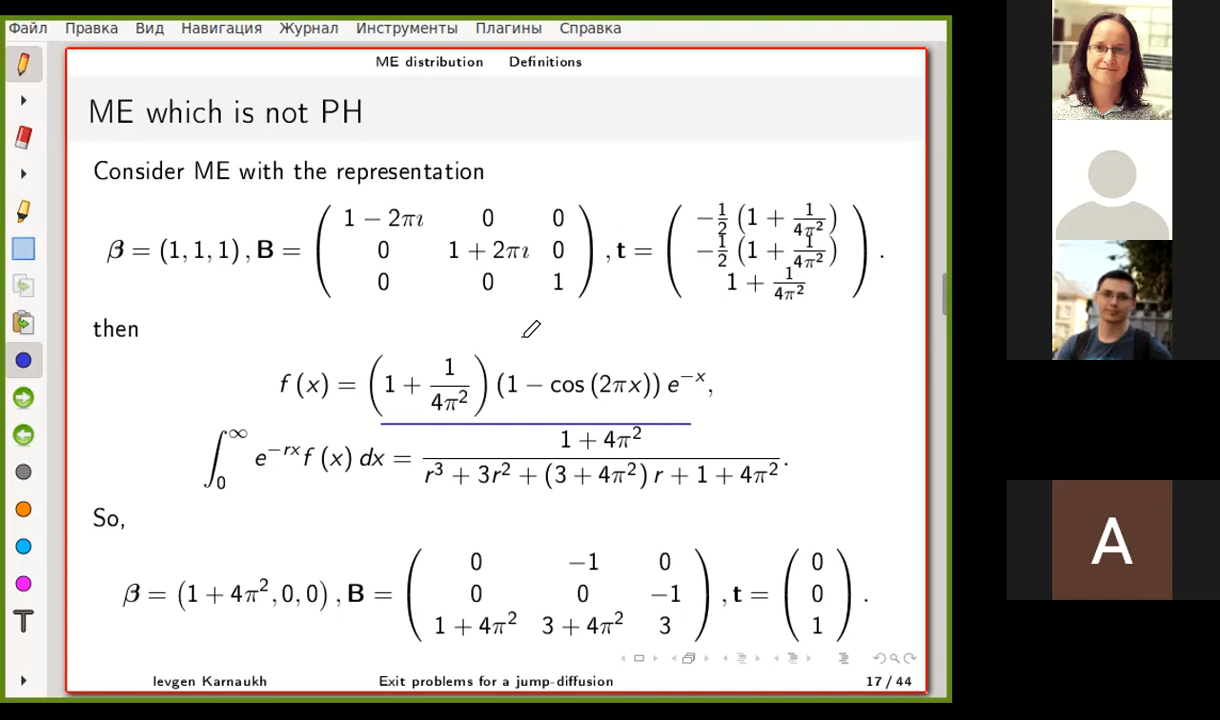 Файл Правка Вид Навигация Журнал Инструменты Плагины Справка
ME distribution Definitions
ME which is not PH
Consider ME with the representation
β = (1, 1, 1) , B = ( 1 − 2πı 0 0 ; 0 1 + 2πı 0 ; 0 0 1 ) , t = ( −1/2 (1 + 1/4π²) ; −1/2 (1 + 1/4π²) ; 1 + 1/4π² ) .
then
f (x) = (1 + 1/4π²) (1 − cos (2πx)) e^{−x},
∫₀^∞ e^{−rx} f (x) dx = (1 + 4π²) / (r³ + 3r² + (3 + 4π²) r + 1 + 4π²) .
So,
β = (1 + 4π², 0, 0) , B = ( 0 −1 0 ; 0 0 −1 ; 1 + 4π² 3 + 4π² 3 ) , t = ( 0 ; 0 ; 1 ) .
Ievgen Karnaukh Exit problems for a jump-diffusion 17 / 44
T
A